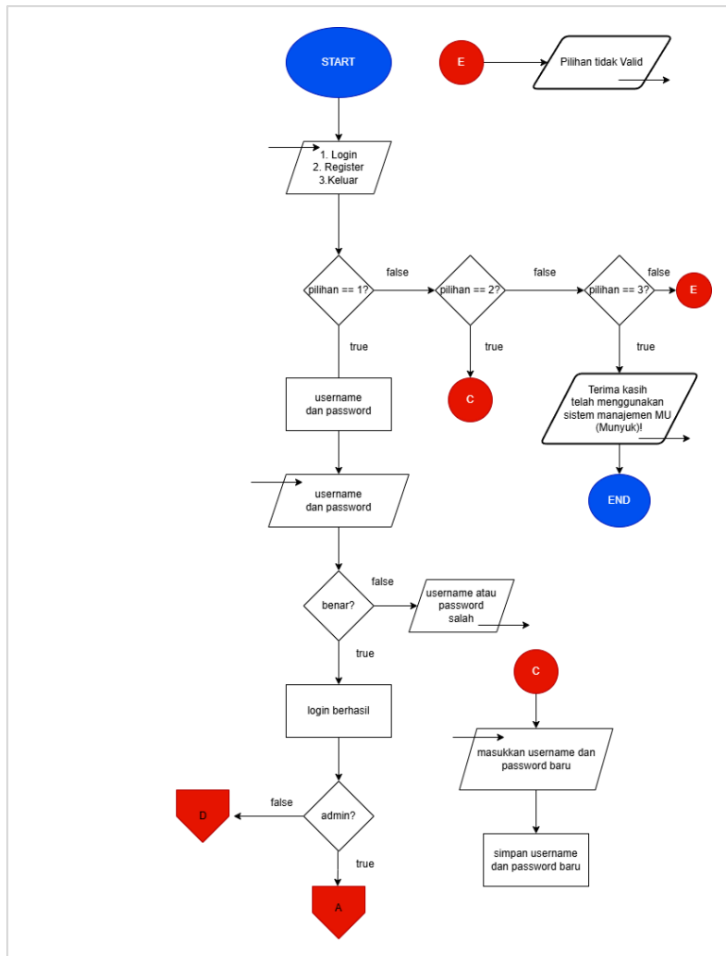 START
E
Pilihan tidak Valid
1. Login
2. Register
3.Keluar
pilihan == 1?
false
pilihan == 2?
false
pilihan == 3?
false
E
true
true
true
username
dan password
C
Terima kasih
telah menggunakan
sistem manajemen MU
(Munyuk)!
username
dan password
END
benar?
false
username atau
password
salah
true
login berhasil
C
masukkan username dan
password baru
admin?
false
D
true
A
simpan username
dan password baru